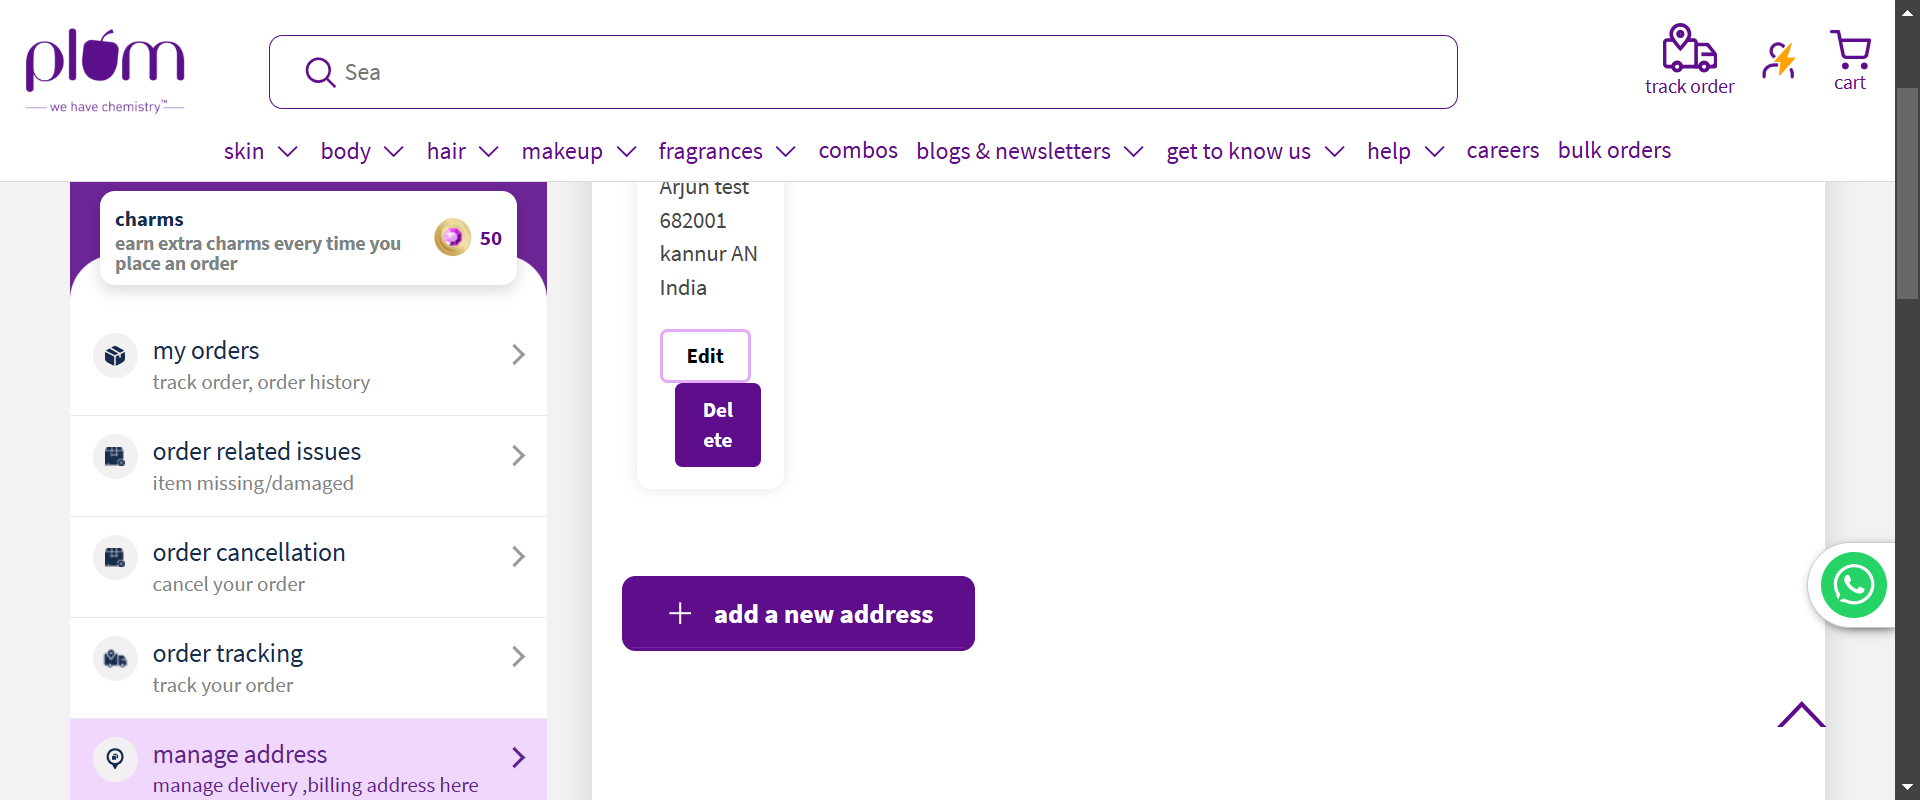 plum
we have chemistry™
Sea
track order
cart
skin
body
hair
makeup
fragrances
combos
blogs & newsletters
get to know us
help
careers
bulk orders
charms
earn extra charms every time you
place an order
50
my orders
track order, order history
order related issues
item missing/damaged
order cancellation
cancel your order
order tracking
track your order
manage address
manage delivery ,billing address here
Arjun test
682001
kannur AN
India
Edit
Del
ete
add a new address